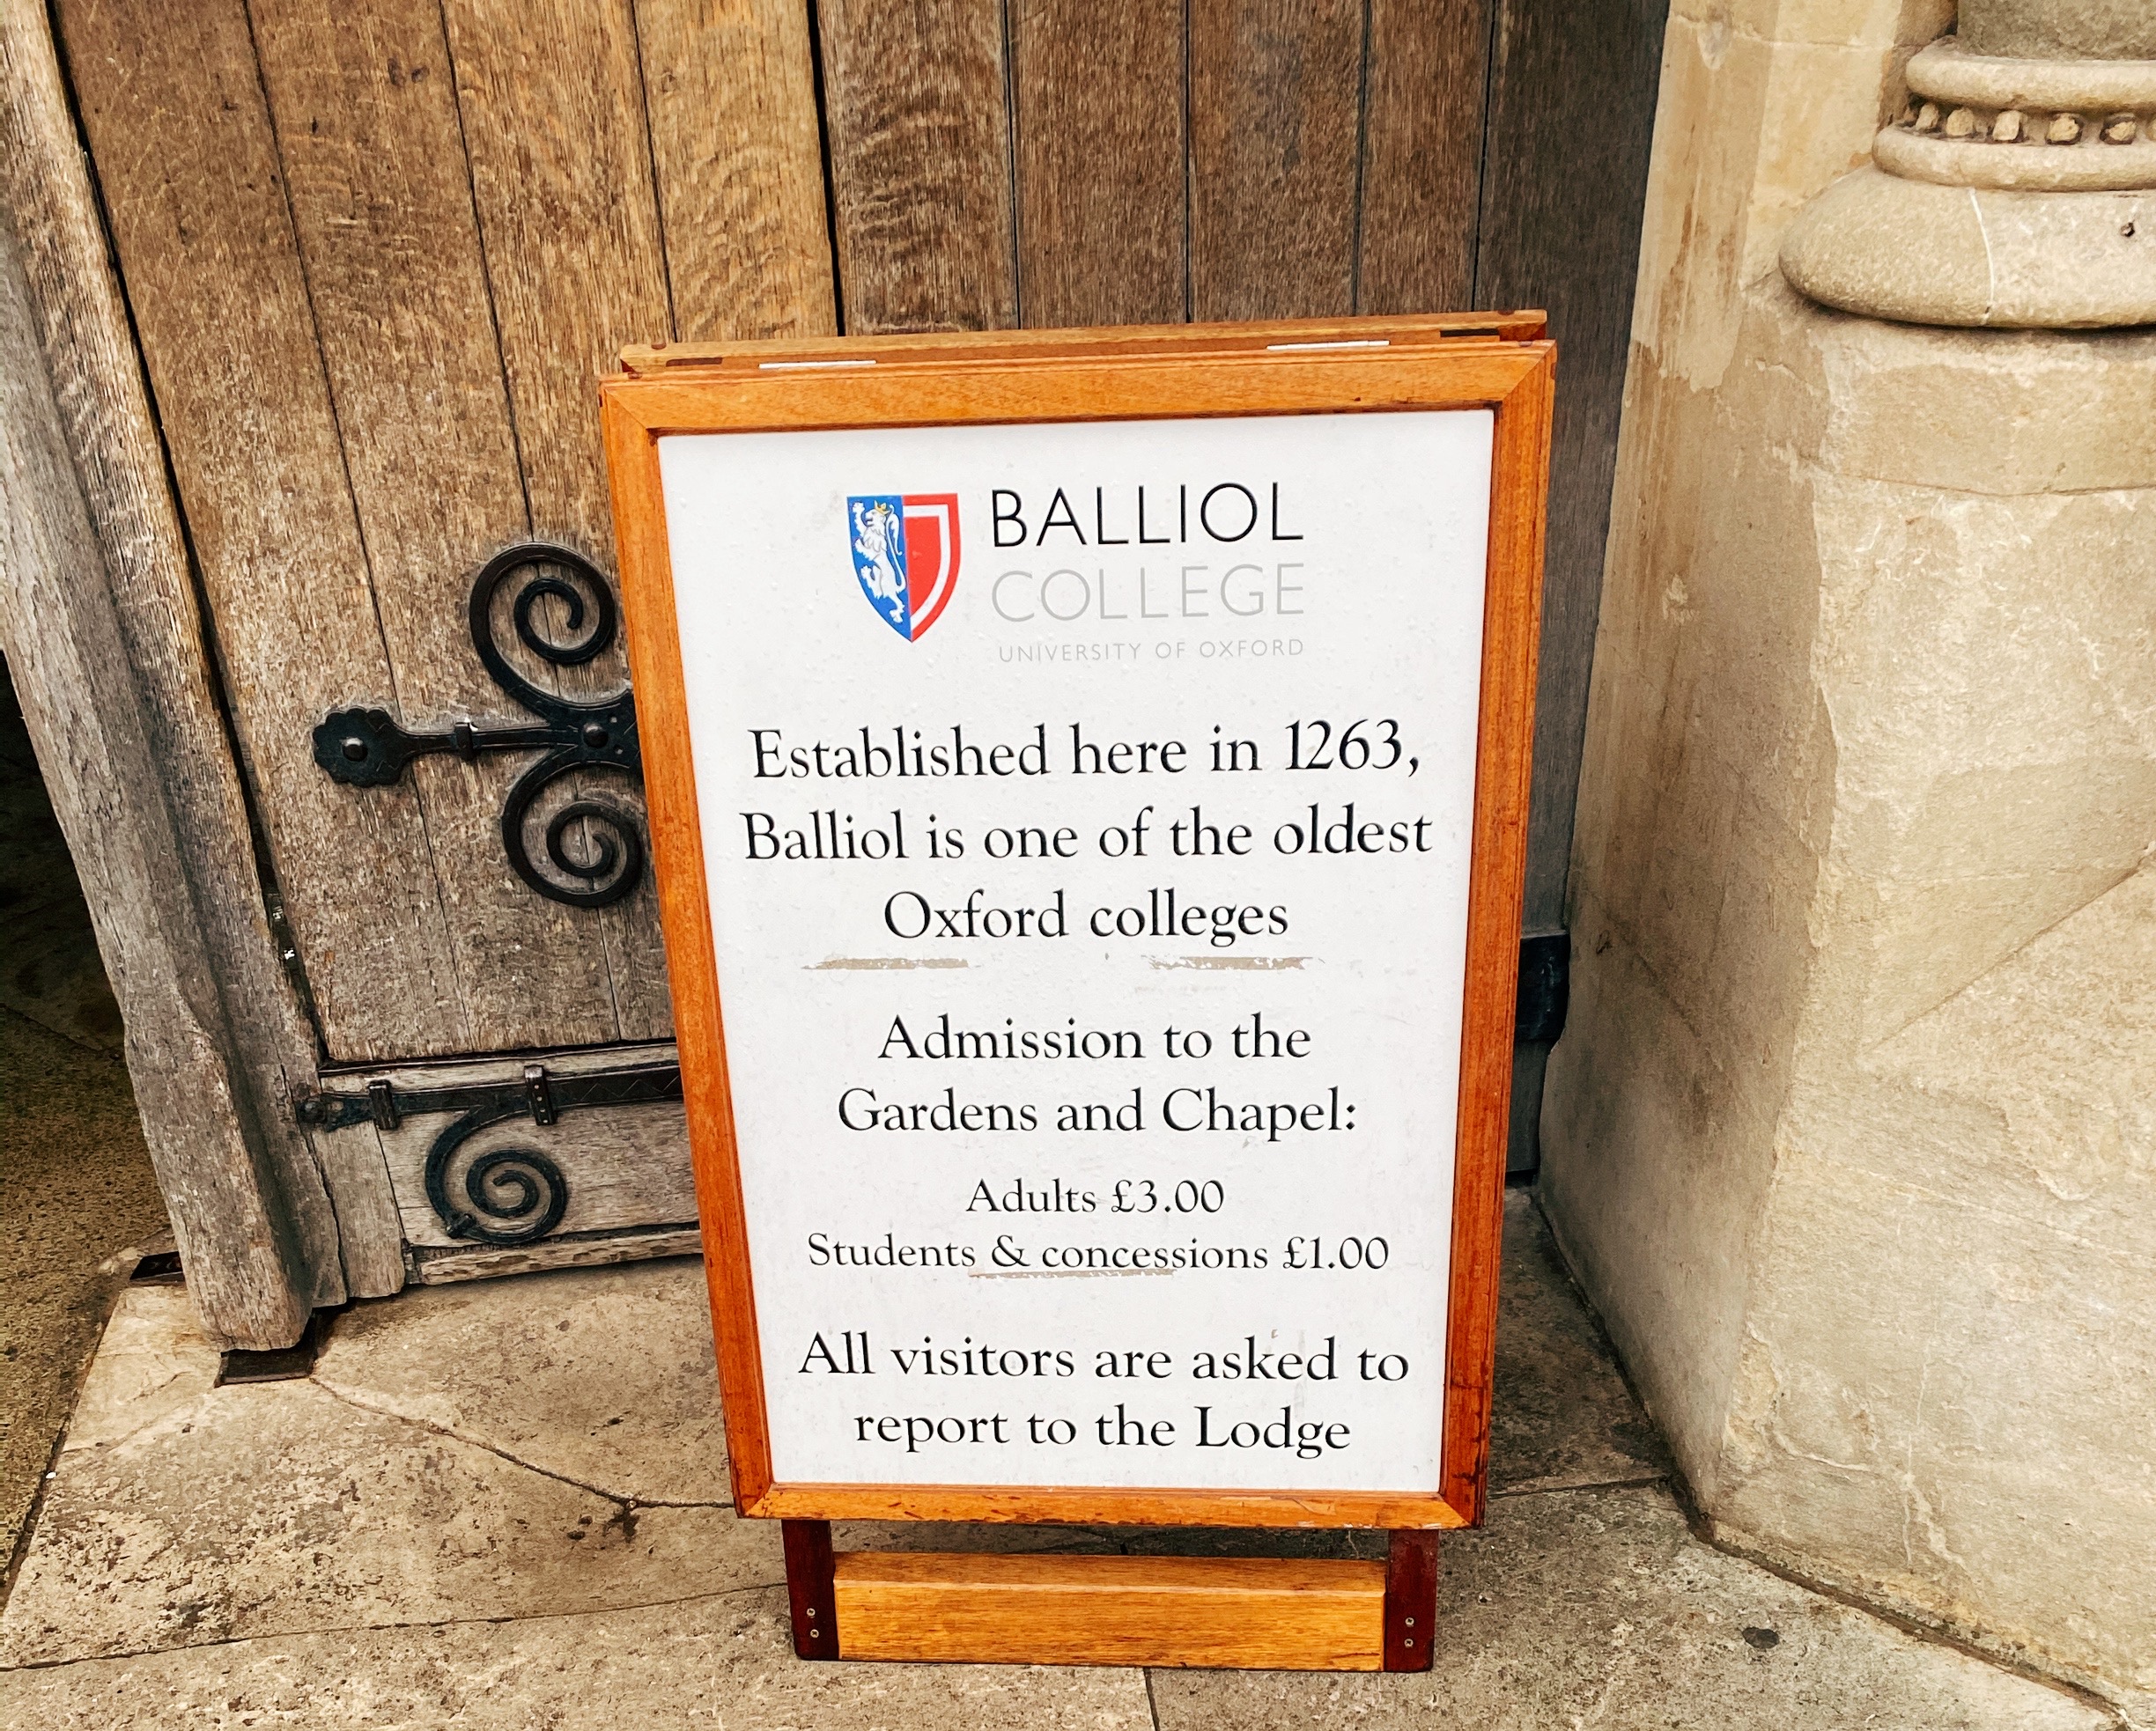 BALLIOL
COLLEGE
UNIVERSITY OF OXFORD
Established here in 1263,
Balliol is one of the oldest
Oxford colleges
Admission to the
Gardens and Chapel:
Adults £3.00
Students & concessions £1.00
All visitors are asked to
report to the Lodge